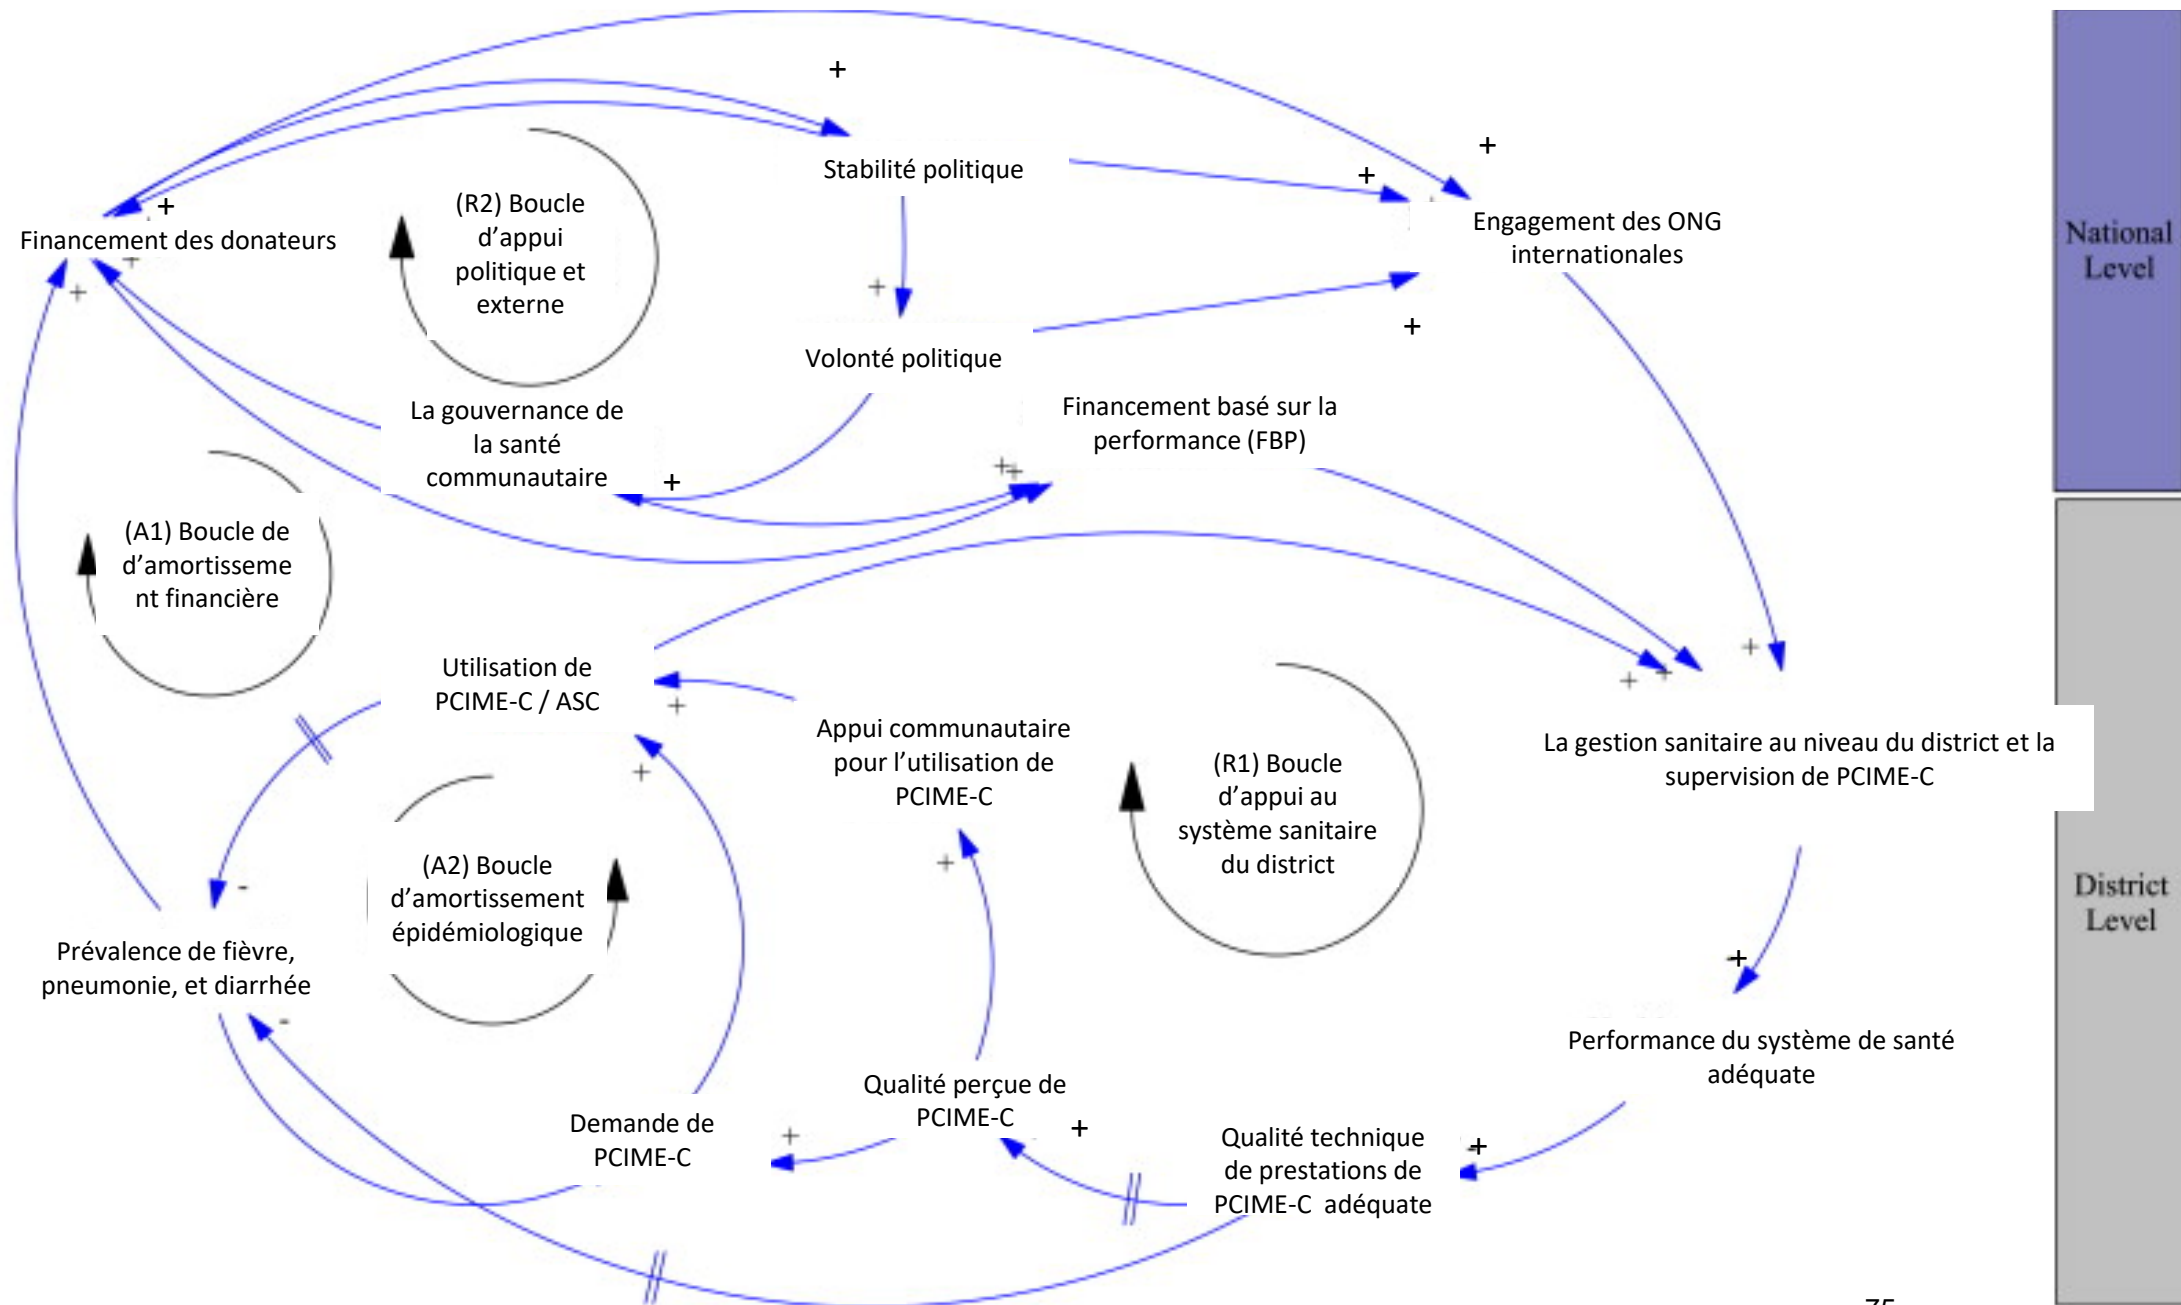 +
Stabilité politique
+
+
+
Financement des donateurs
+
+
(R2) Boucle
d’appui
politique et
externe
Engagement des ONG
internationales
National
Level
+
+
Volonté politique
La gouvernance de
la santé
communautaire
+
Financement basé sur la
performance (FBP)
+
+
(A1) Boucle de
d’amortisseme
nt financière
Utilisation de
PCIME-C / ASC
+
+
Appui communautaire
pour l’utilisation de
PCIME-C
+
(R1) Boucle
d’appui au
système sanitaire
du district
+
+
+
La gestion sanitaire au niveau du district et la
supervision de PCIME-C
(A2) Boucle
d’amortissement
épidémiologique
-
Prévalence de fièvre,
pneumonie, et diarrhée
-
District
Level
+
Performance du système de santé
adéquate
Demande de
PCIME-C
+
Qualité perçue de
PCIME-C
+
Qualité technique
de prestations de
PCIME-C adéquate
+